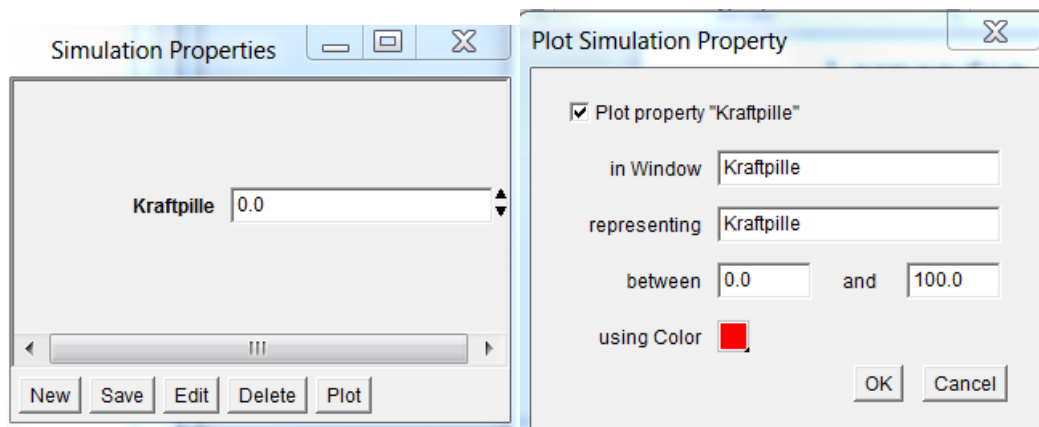 Simulation Properties
Kraftpille 0.0
New Save Edit Delete Plot
Plot Simulation Property
Plot property "Kraftpille"
in Window Kraftpille
representing Kraftpille
between 0.0 and 100.0
using Color
OK Cancel